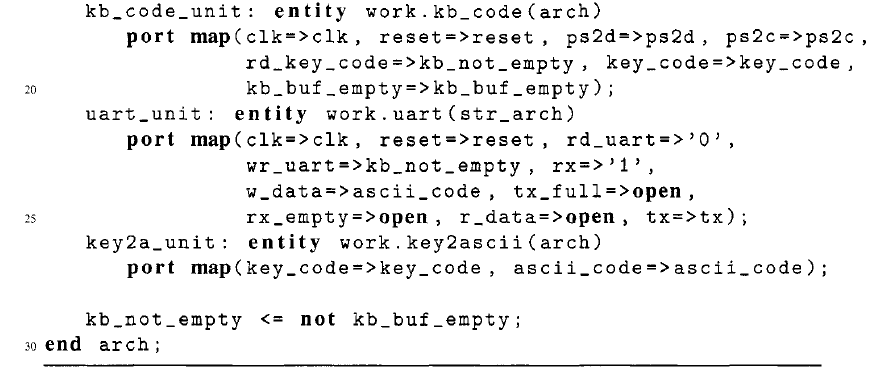 kb_code_unit: entity work.kb_code(arch)
port map(clk=>clk, reset=>reset, ps2d=>ps2d, ps2c=>ps2c,
rd_key_code=>kb_not_empty, key_code=>key_code,
20 kb_buf_empty=>kb_buf_empty);
uart_unit: entity work.uart(str_arch)
port map(clk=>clk, reset=>reset, rd_uart=>'0',
wr_uart=>kb_not_empty, rx=>'1',
w_data=>ascii_code, tx_full=>open,
25 rx_empty=>open, r_data=>open, tx=>tx);
key2a_unit: entity work.key2ascii(arch)
port map(key_code=>key_code, ascii_code=>ascii_code);
kb_not_empty <= not kb_buf_empty;
30 end arch;